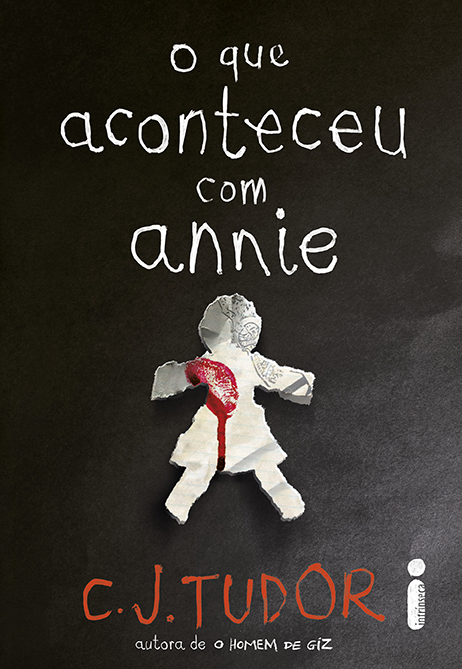 o que
aconteceu
com
annie
C.J. TUDOR
intrínseca
autora de O HOMEM DE GIZ